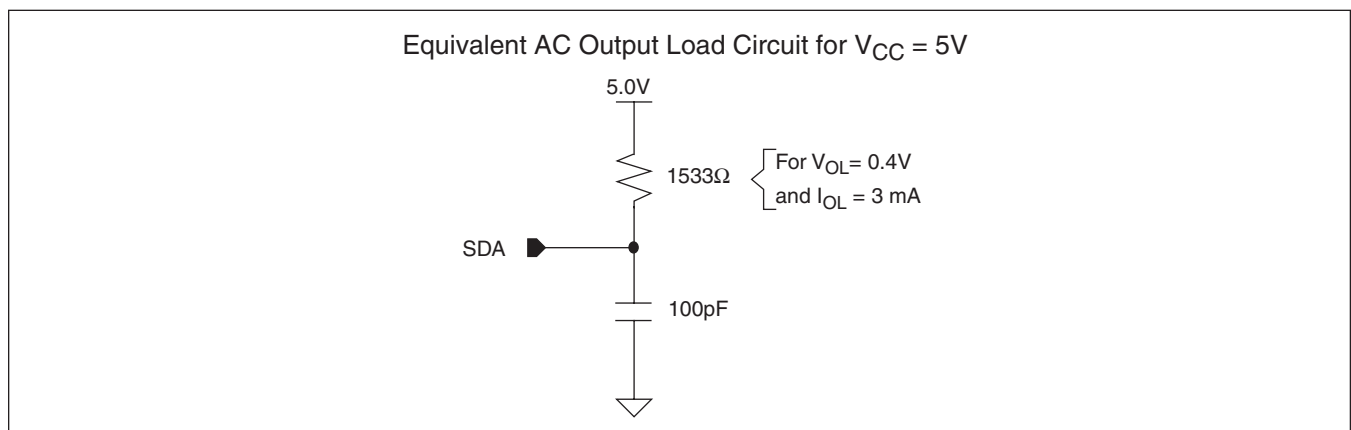 Equivalent AC Output Load Circuit for VCC = 5V
5.0V
1533Ω
For VOL= 0.4V
and IOL = 3 mA
SDA
100pF